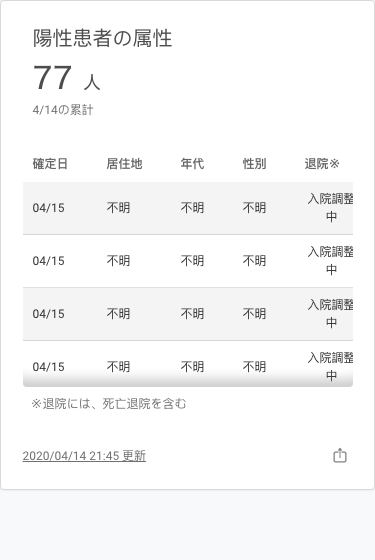 陽性患者の属性
77 人
4/14の累計
確定日 居住地 年代 性別 退院※
04/15 不明 不明 不明 入院調整
中
04/15 不明 不明 不明 入院調整
中
04/15 不明 不明 不明 入院調整
中
04/15 不明 不明 不明 入院調整
中
※退院には、死亡退院を含む
2020/04/14 21:45 更新